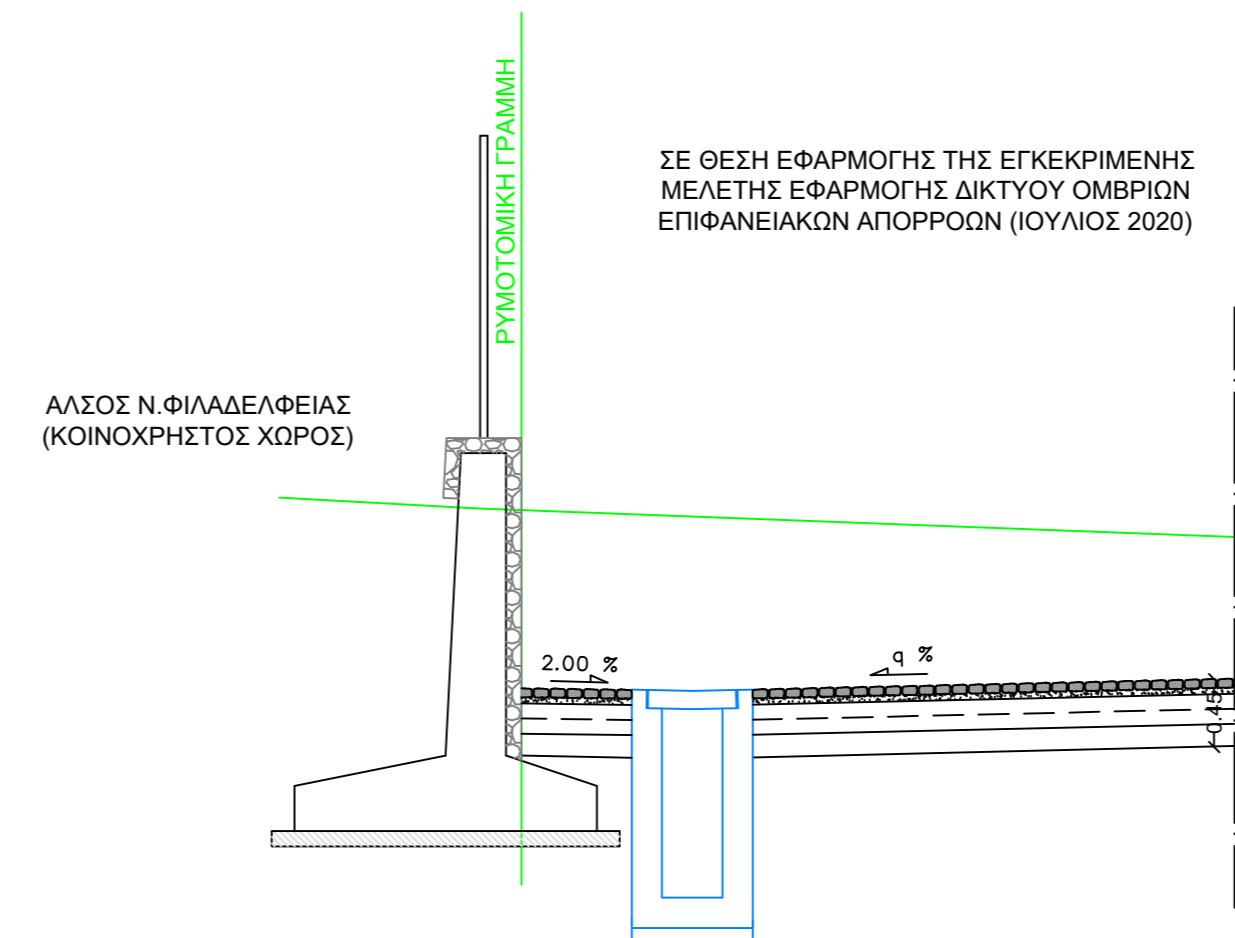 ΡΥΜΟΤΟΜΙΚΗ ΓΡΑΜΜΗ
ΣΕ ΘΕΣΗ ΕΦΑΡΜΟΓΗΣ ΤΗΣ ΕΓΚΕΚΡΙΜΕΝΗΣ
ΜΕΛΕΤΗΣ ΕΦΑΡΜΟΓΗΣ ΔΙΚΤΥΟΥ ΟΜΒΡΙΩΝ
ΕΠΙΦΑΝΕΙΑΚΩΝ ΑΠΟΡΡΟΩΝ (ΙΟΥΛΙΟΣ 2020)
ΑΛΣΟΣ Ν.ΦΙΛΑΔΕΛΦΕΙΑΣ
(ΚΟΙΝΟΧΡΗΣΤΟΣ ΧΩΡΟΣ)
2.00 %
q %
0.45